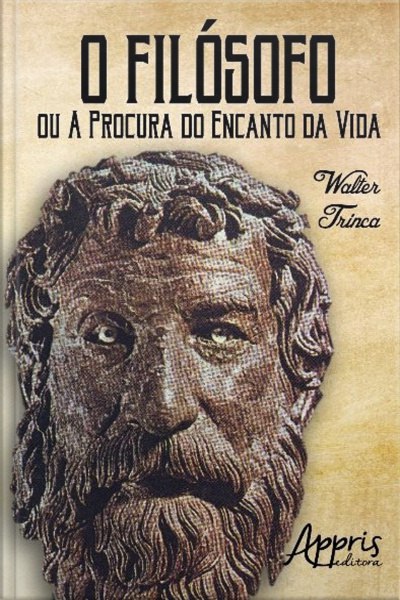 O FILÓSOFO
OU A PROCURA DO ENCANTO DA VIDA
Walter
Trinca
Appris
editora